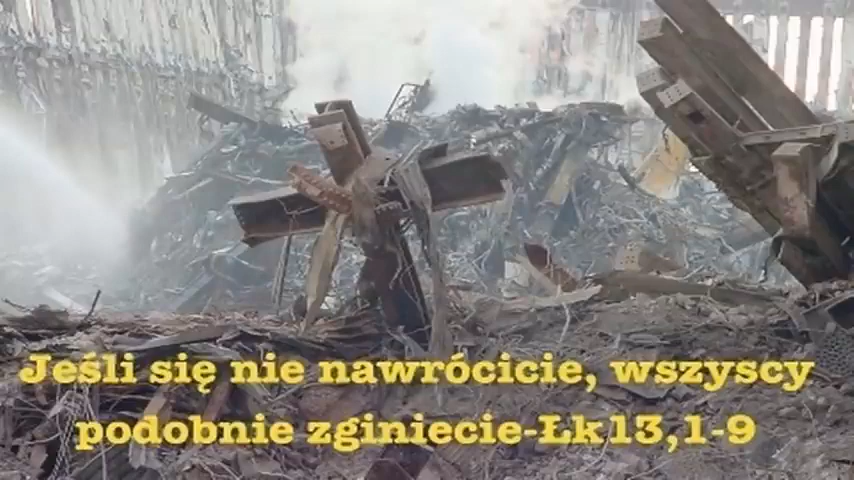 Jeśli się nie nawrócicie, wszyscy
podobnie zginiecie-Łk13,1-9